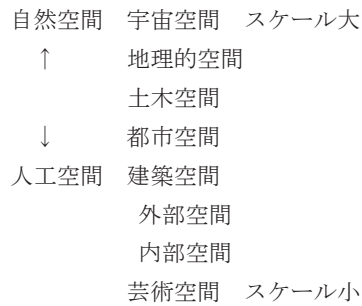 自然空間 宇宙空間 スケール大
↑ 地理的空間
土木空間
↓ 都市空間
人工空間 建築空間
外部空間
内部空間
芸術空間 スケール小